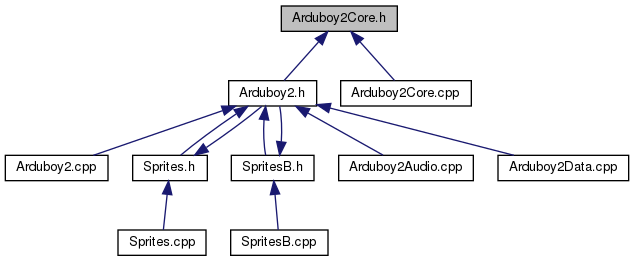 Arduboy2Core.h
Arduboy2.h
Arduboy2Core.cpp
Arduboy2.cpp
Sprites.h
SpritesB.h
Arduboy2Audio.cpp
Arduboy2Data.cpp
Sprites.cpp
SpritesB.cpp